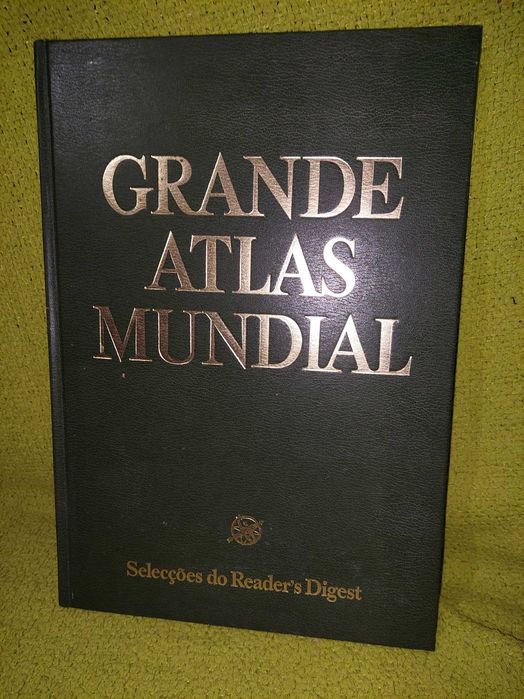 GRANDE
ATLAS
MUNDIAL
Selecções do Reader's Digest